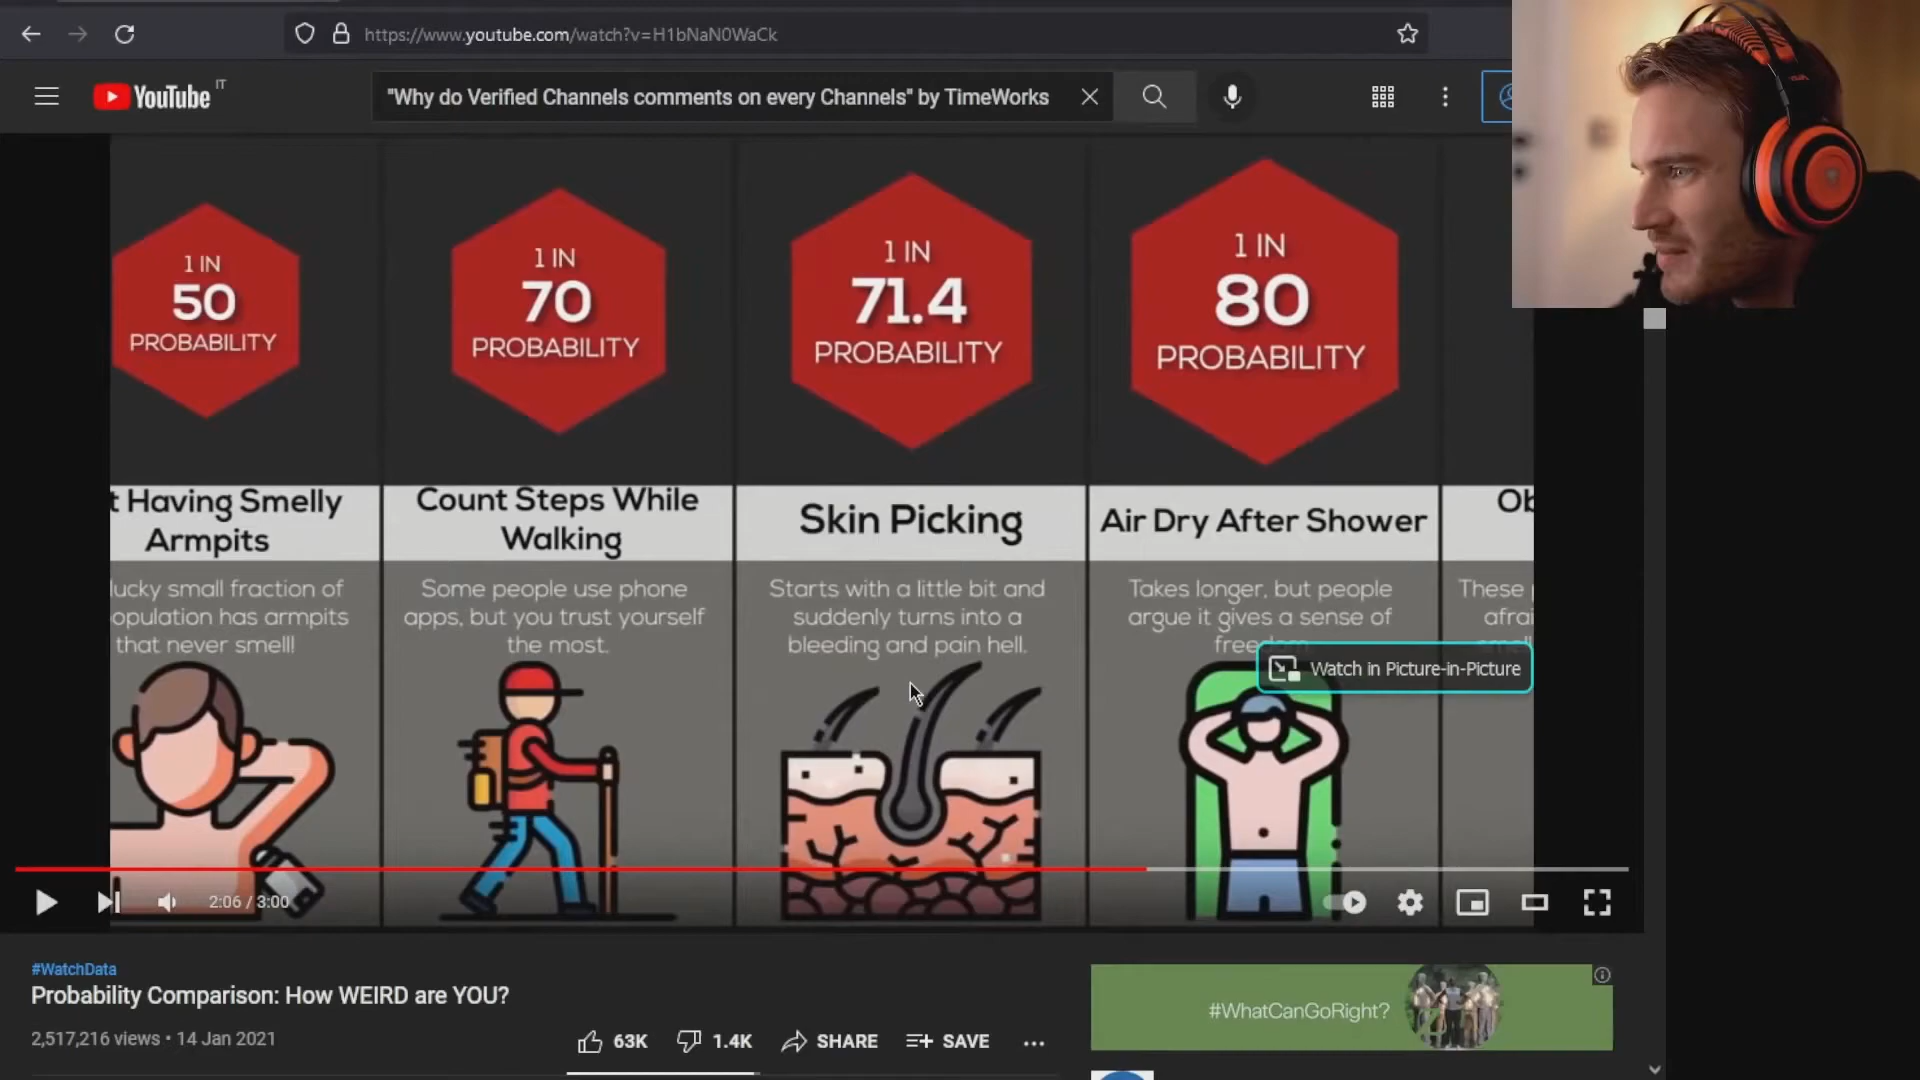 https://www.youtube.com/watch?v=H1bNaN0WaCk
YouTube IT
"Why do Verified Channels comments on every Channels" by TimeWorks
1 IN
50
PROBABILITY
t Having Smelly
Armpits
lucky small fraction of
opulation has armpits
that never smell!
1 IN
70
PROBABILITY
Count Steps While
Walking
Some people use phone
apps, but you trust yourself
the most.
1 IN
71.4
PROBABILITY
Skin Picking
Starts with a little bit and
suddenly turns into a
bleeding and pain hell.
1 IN
80
PROBABILITY
Air Dry After Shower
Takes longer, but people
argue it gives a sense of
freedom.
Ob
These
afrai
Watch in Picture-in-Picture
2:06 / 3:00
#WatchData
Probability Comparison: How WEIRD are YOU?
2,517,216 views • 14 Jan 2021
63K
1.4K
SHARE
SAVE
#WhatCanGoRight?